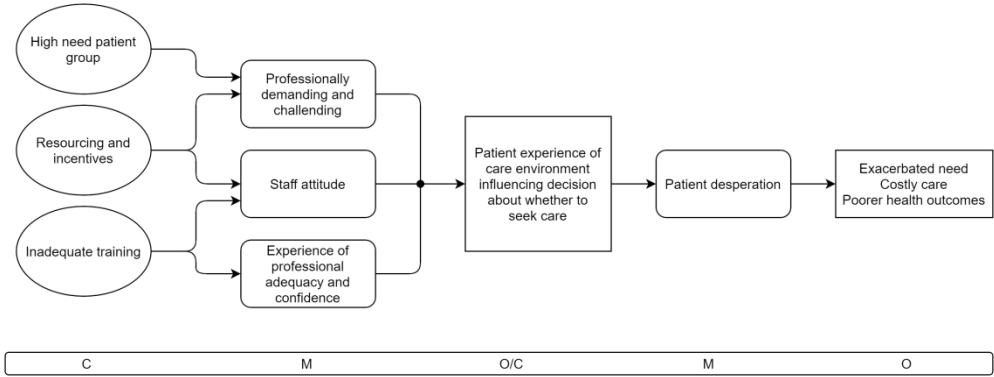 High need patient
group
Resourcing and
incentives
Inadequate training
Professionally
demanding and
challending
Staff attitude
Experience of
professional
adequacy and
confidence
Patient experience of
care environment
influencing decision
about whether to
seek care
Patient desperation
Exacerbated need
Costly care
Poorer health outcomes
C M O/C M O